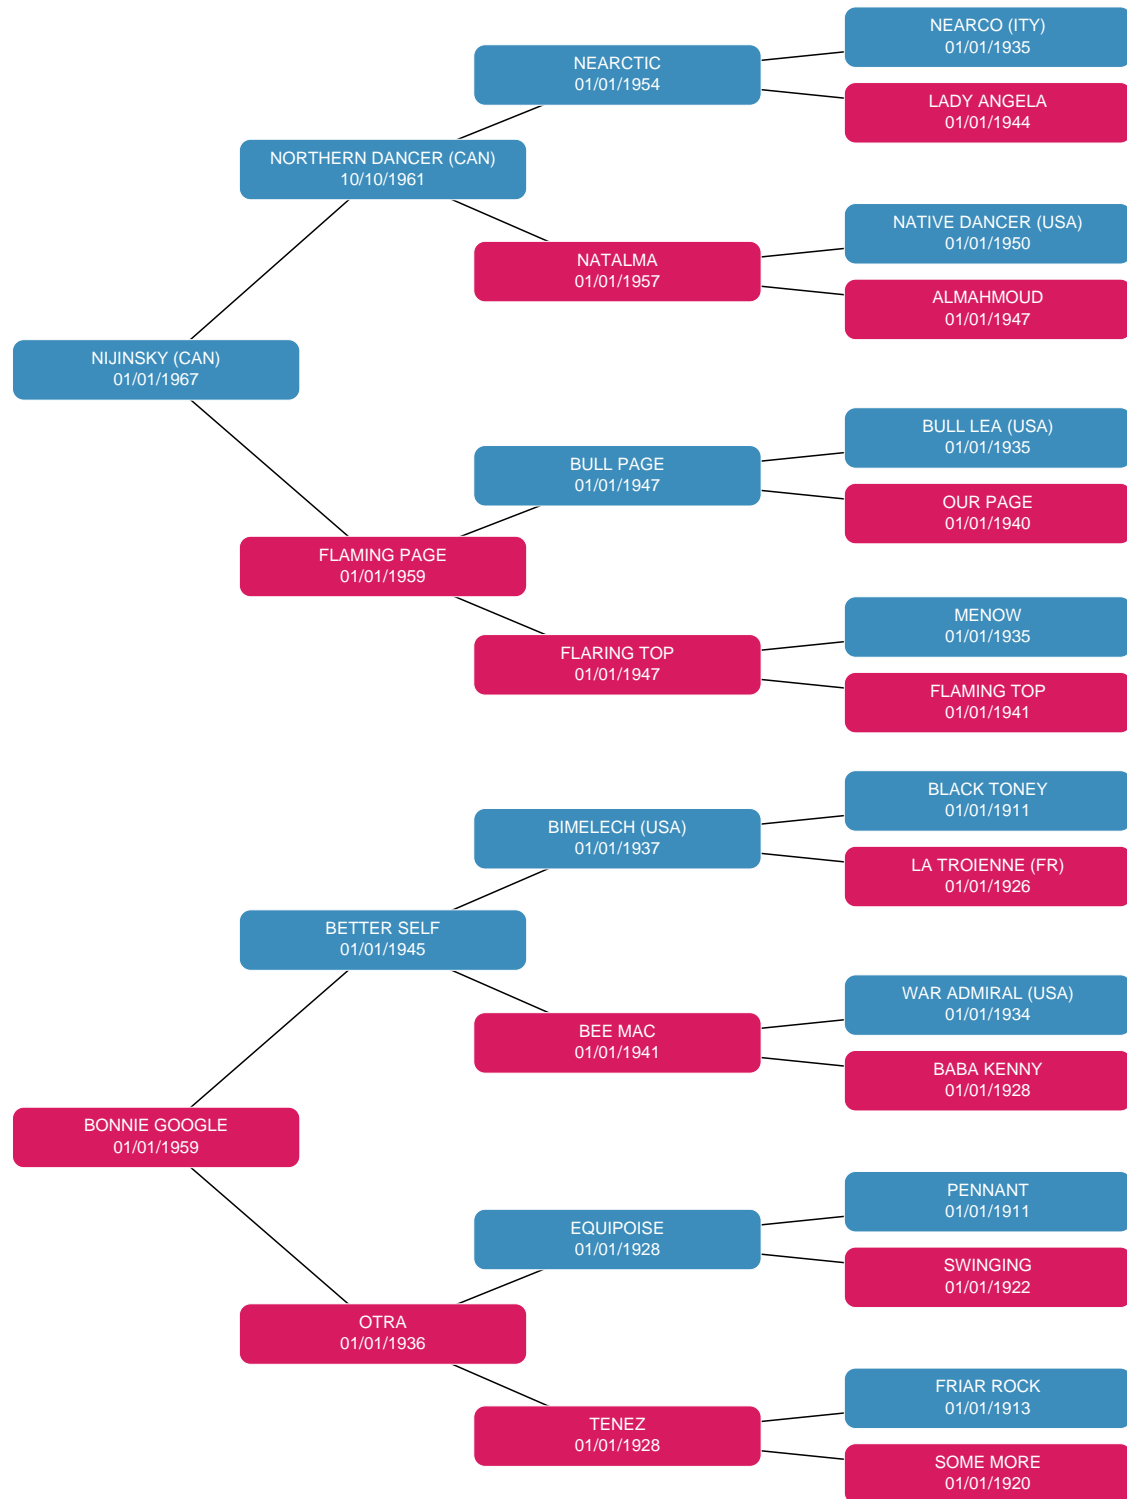 NEARCO (ITY)
01/01/1935
NEARCTIC
01/01/1954
LADY ANGELA
01/01/1944
NORTHERN DANCER (CAN)
10/10/1961
NATIVE DANCER (USA)
01/01/1950
NATALMA
01/01/1957
ALMAHMOUD
01/01/1947
NIJINSKY (CAN)
01/01/1967
BULL LEA (USA)
01/01/1935
BULL PAGE
01/01/1947
OUR PAGE
01/01/1940
FLAMING PAGE
01/01/1959
MENOW
01/01/1935
FLARING TOP
01/01/1947
FLAMING TOP
01/01/1941
BLACK TONEY
01/01/1911
BIMELECH (USA)
01/01/1937
LA TROIENNE (FR)
01/01/1926
BETTER SELF
01/01/1945
WAR ADMIRAL (USA)
01/01/1934
BEE MAC
01/01/1941
BABA KENNY
01/01/1928
BONNIE GOOGLE
01/01/1959
PENNANT
01/01/1911
EQUIPOISE
01/01/1928
SWINGING
01/01/1922
OTRA
01/01/1936
FRIAR ROCK
01/01/1913
TENEZ
01/01/1928
SOME MORE
01/01/1920